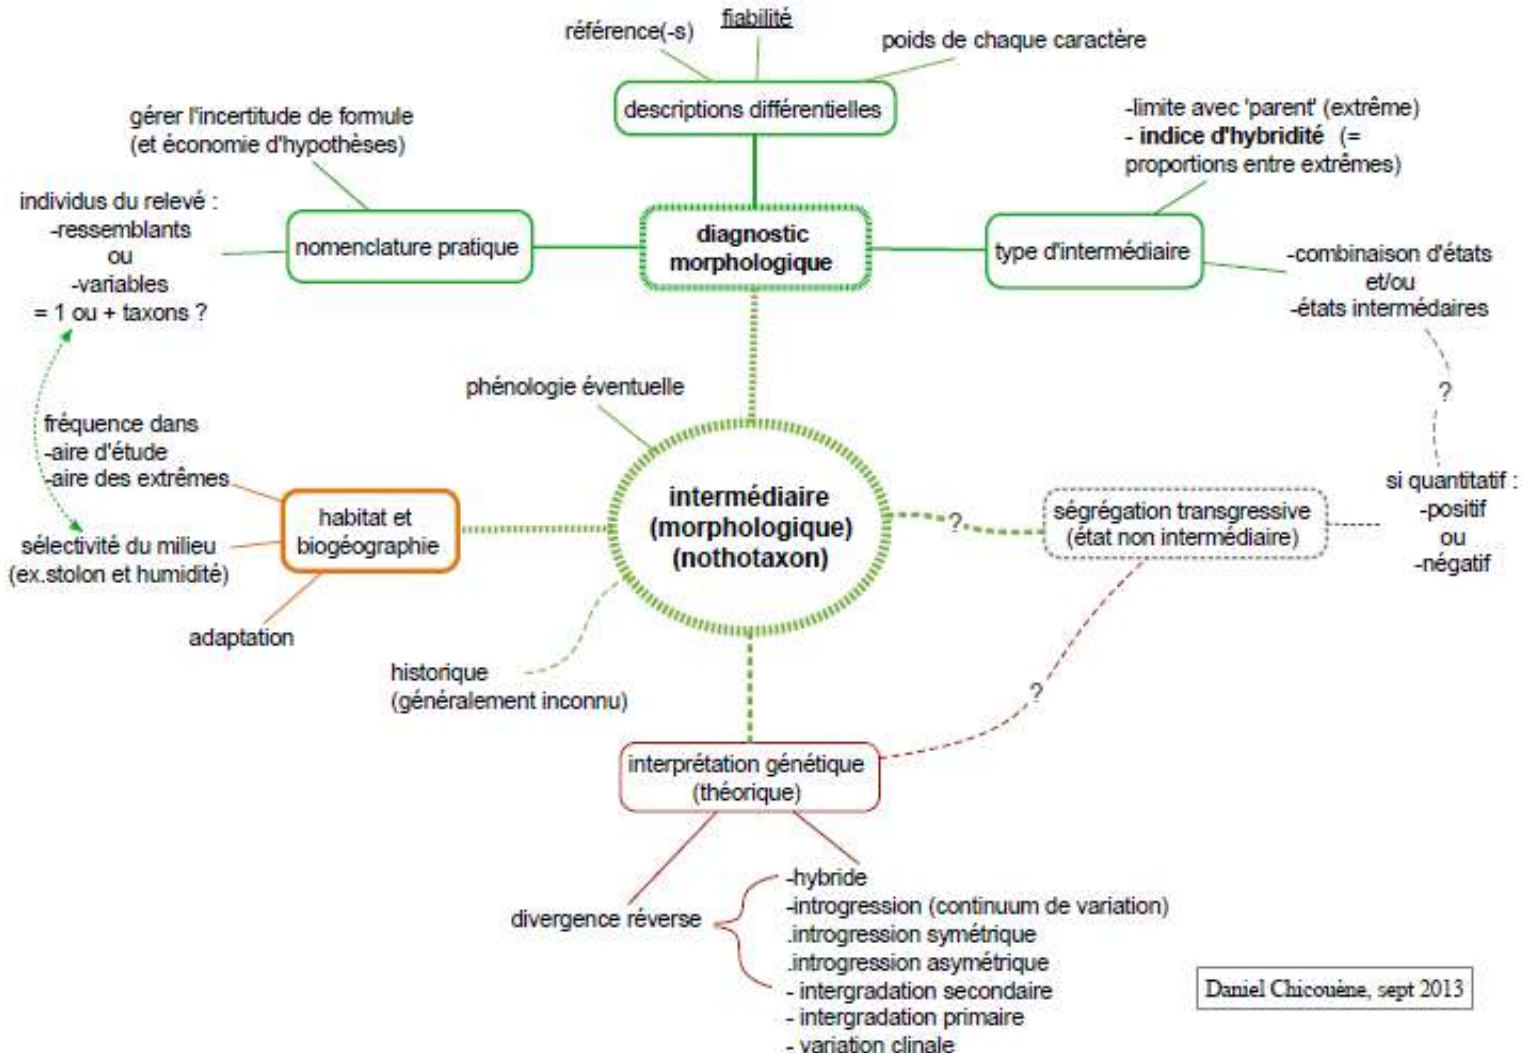 fiabilité
référence(-s)
poids de chaque caractère
descriptions différentielles
gérer l'incertitude de formule
(et économie d'hypothèses)
-limite avec 'parent' (extrême)
- indice d'hybridité (=
proportions entre extrêmes)
individus du relevé :
-ressemblants
ou
-variables
= 1 ou + taxons ?
nomenclature pratique
diagnostic
morphologique
type d'intermédiaire
-combinaison d'états
et/ou
-états intermédaires
?
phénologie éventuelle
fréquence dans
-aire d'étude
-aire des extrêmes
habitat et
biogéographie
sélectivité du milieu
(ex.stolon et humidité)
adaptation
intermédiaire
(morphologique)
(nothotaxon)
?
ségrégation transgressive
(état non intermédiaire)
si quantitatif :
-positif
ou
-négatif
historique
(généralement inconnu)
?
interprétation génétique
(théorique)
divergence réverse
-hybride
-introgression (continuum de variation)
.introgression symétrique
.introgression asymétrique
- intergradation secondaire
- intergradation primaire
- variation clinale
Daniel Chicouène, sept 2013